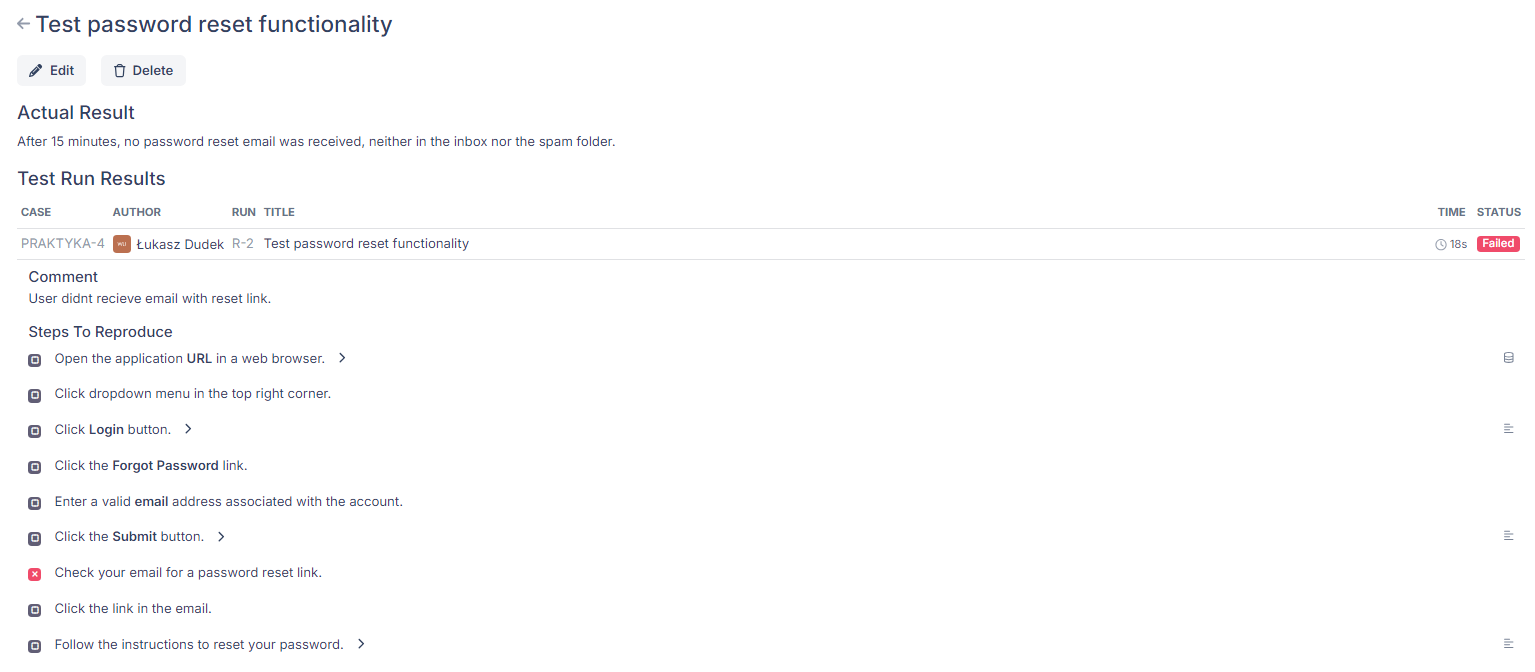 Test password reset functionality
Edit Delete
Actual Result
After 15 minutes, no password reset email was received, neither in the inbox nor the spam folder.
Test Run Results
CASE AUTHOR RUN TITLE TIME STATUS
PRAKTYKA-4 Łukasz Dudek R-2 Test password reset functionality 18s Failed
Comment
User didnt recieve email with reset link.
Steps To Reproduce
Open the application URL in a web browser.
Click dropdown menu in the top right corner.
Click Login button.
Click the Forgot Password link.
Enter a valid email address associated with the account.
Click the Submit button.
Check your email for a password reset link.
Click the link in the email.
Follow the instructions to reset your password.